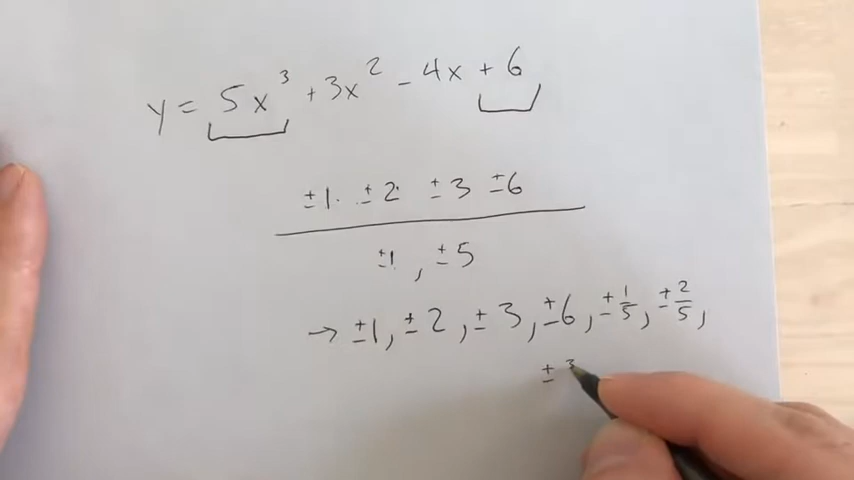 y = 5x³ + 3x² - 4x + 6
±1 ±2 ±3 ±6
±1, ±5
→ ±1, ±2, ±3, ±6, ±1/5, ±2/5,
± 3